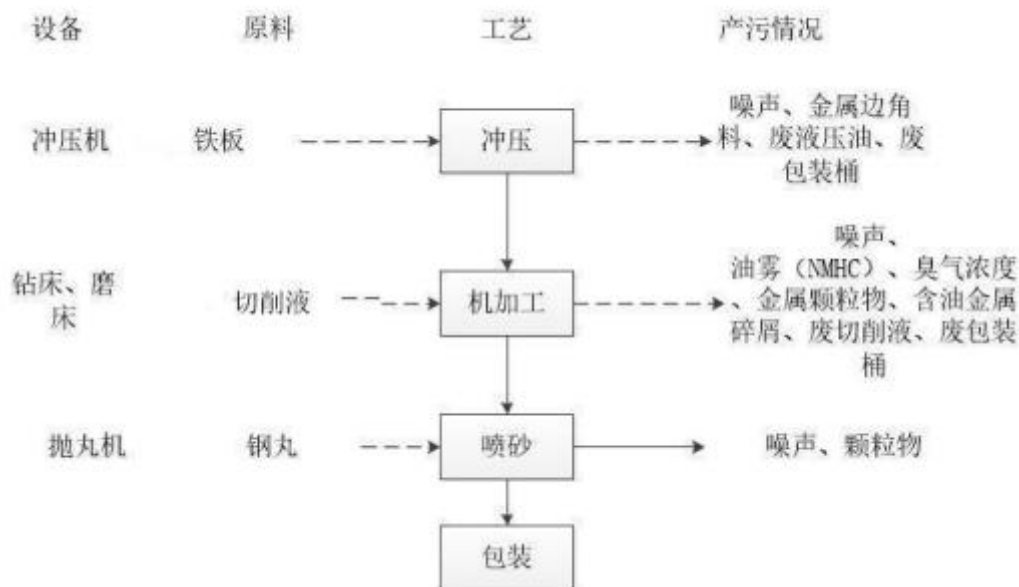 设备 原料 工艺 产污情况
冲压机 铁板 冲压 噪声、金属边角
料、废液压油、废
包装桶
钻床、磨
床
切削液 机加工
噪声、
油雾（NMHC）、臭气浓度
、金属颗粒物、含油金属
碎屑、废切削液、废包装
桶
抛丸机 钢丸 喷砂 噪声、颗粒物
包装